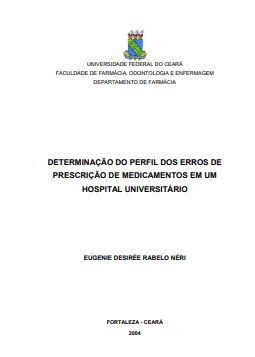 UNIVERSIDADE FEDERAL DO CEARÁ
FACULDADE DE FARMÁCIA, ODONTOLOGIA E ENFERMAGEM
DEPARTAMENTO DE FARMÁCIA
DETERMINAÇÃO DO PERFIL DOS ERROS DE
PRESCRIÇÃO DE MEDICAMENTOS EM UM
HOSPITAL UNIVERSITÁRIO
EUGENIE DESIRÈE RABELO NÉRI
FORTALEZA - CEARÁ
2004